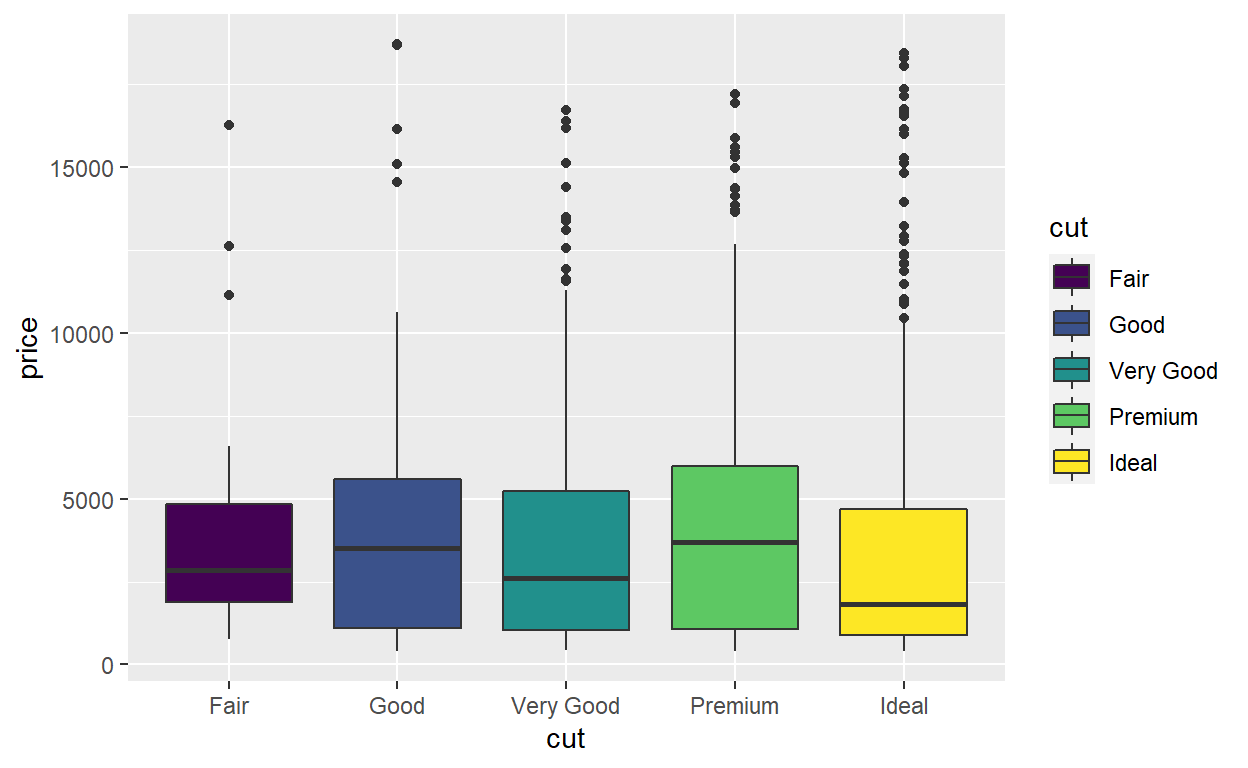 15000
10000
5000
0
price
Fair
Good
Very Good
Premium
Ideal
cut
cut
Fair
Good
Very Good
Premium
Ideal